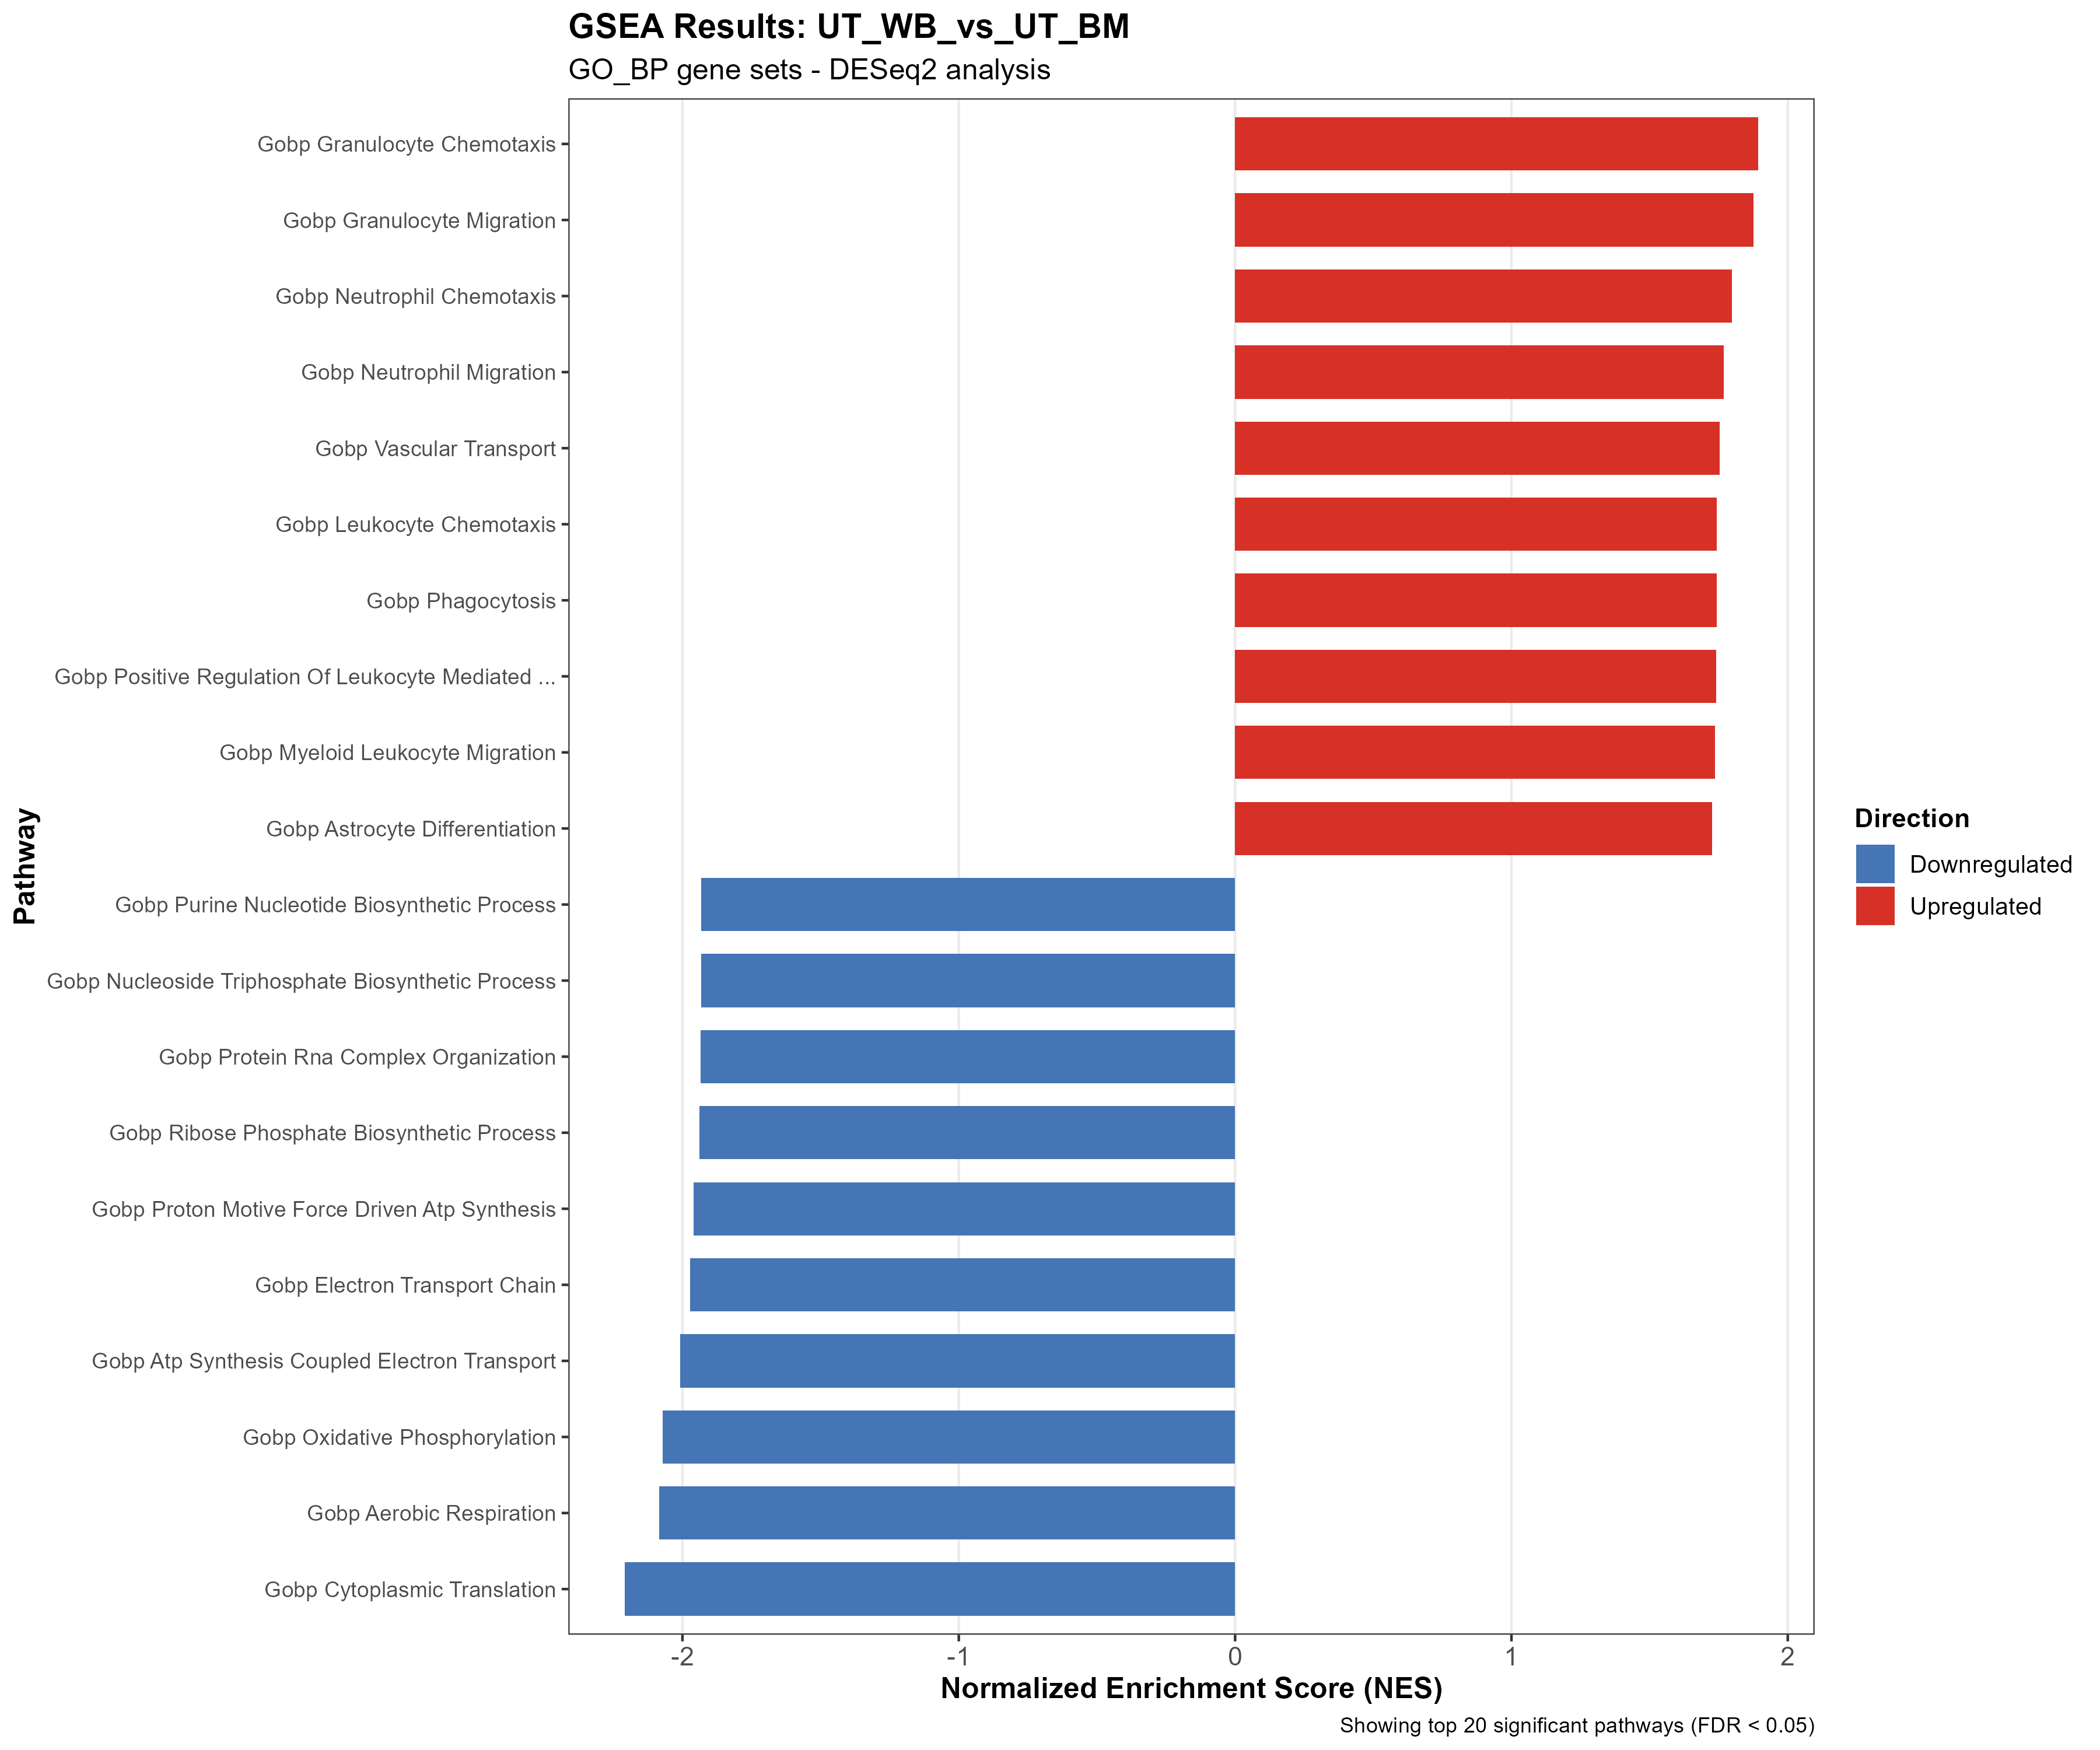 GSEA Results: UT_WB_vs_UT_BM
GO_BP gene sets - DESeq2 analysis
Pathway
Gobp Granulocyte Chemotaxis
Gobp Granulocyte Migration
Gobp Neutrophil Chemotaxis
Gobp Neutrophil Migration
Gobp Vascular Transport
Gobp Leukocyte Chemotaxis
Gobp Phagocytosis
Gobp Positive Regulation Of Leukocyte Mediated ...
Gobp Myeloid Leukocyte Migration
Gobp Astrocyte Differentiation
Gobp Purine Nucleotide Biosynthetic Process
Gobp Nucleoside Triphosphate Biosynthetic Process
Gobp Protein Rna Complex Organization
Gobp Ribose Phosphate Biosynthetic Process
Gobp Proton Motive Force Driven Atp Synthesis
Gobp Electron Transport Chain
Gobp Atp Synthesis Coupled Electron Transport
Gobp Oxidative Phosphorylation
Gobp Aerobic Respiration
Gobp Cytoplasmic Translation
-2 -1 0 1 2
Normalized Enrichment Score (NES)
Showing top 20 significant pathways (FDR < 0.05)
Direction
Downregulated
Upregulated